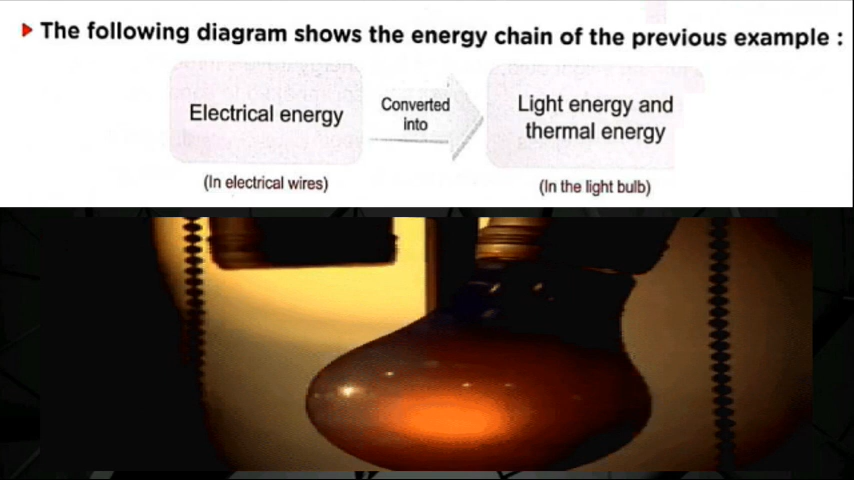 The following diagram shows the energy chain of the previous example :
Electrical energy
Converted
into
Light energy and
thermal energy
(In electrical wires)
(In the light bulb)